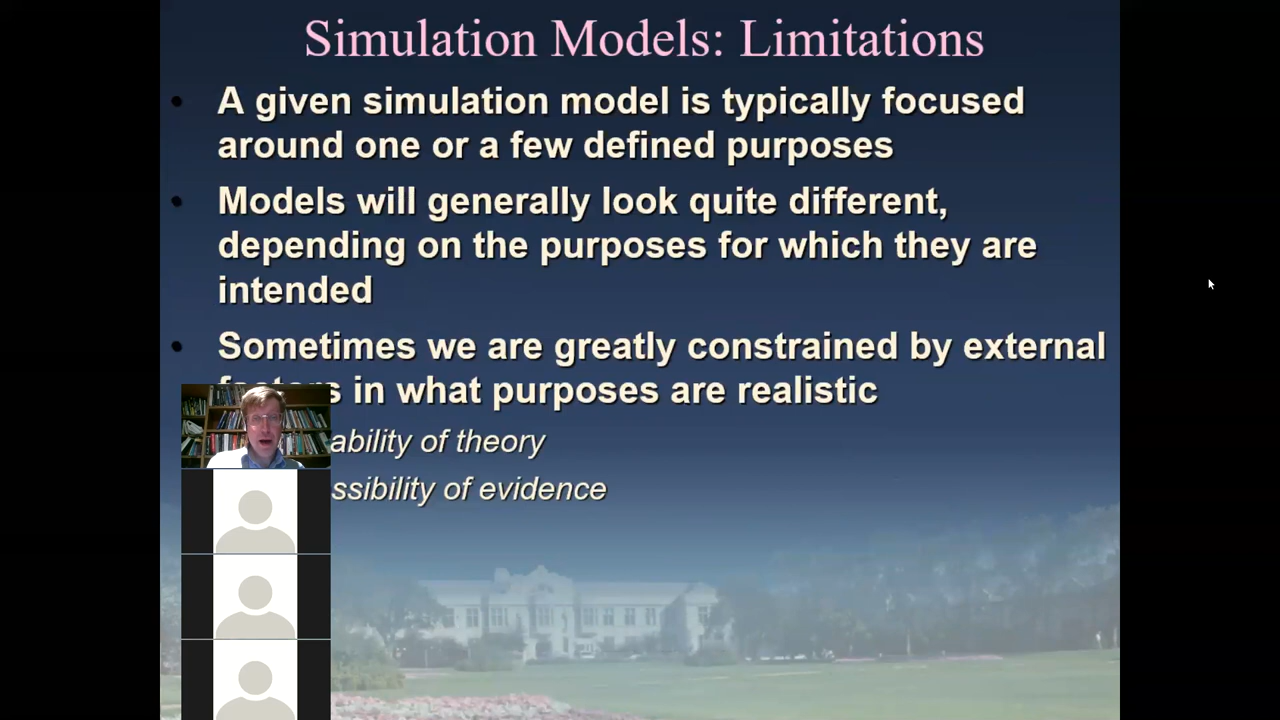 Simulation Models: Limitations
• A given simulation model is typically focused
around one or a few defined purposes
• Models will generally look quite different,
depending on the purposes for which they are
intended
• Sometimes we are greatly constrained by external
in what purposes are realistic
of theory
of evidence